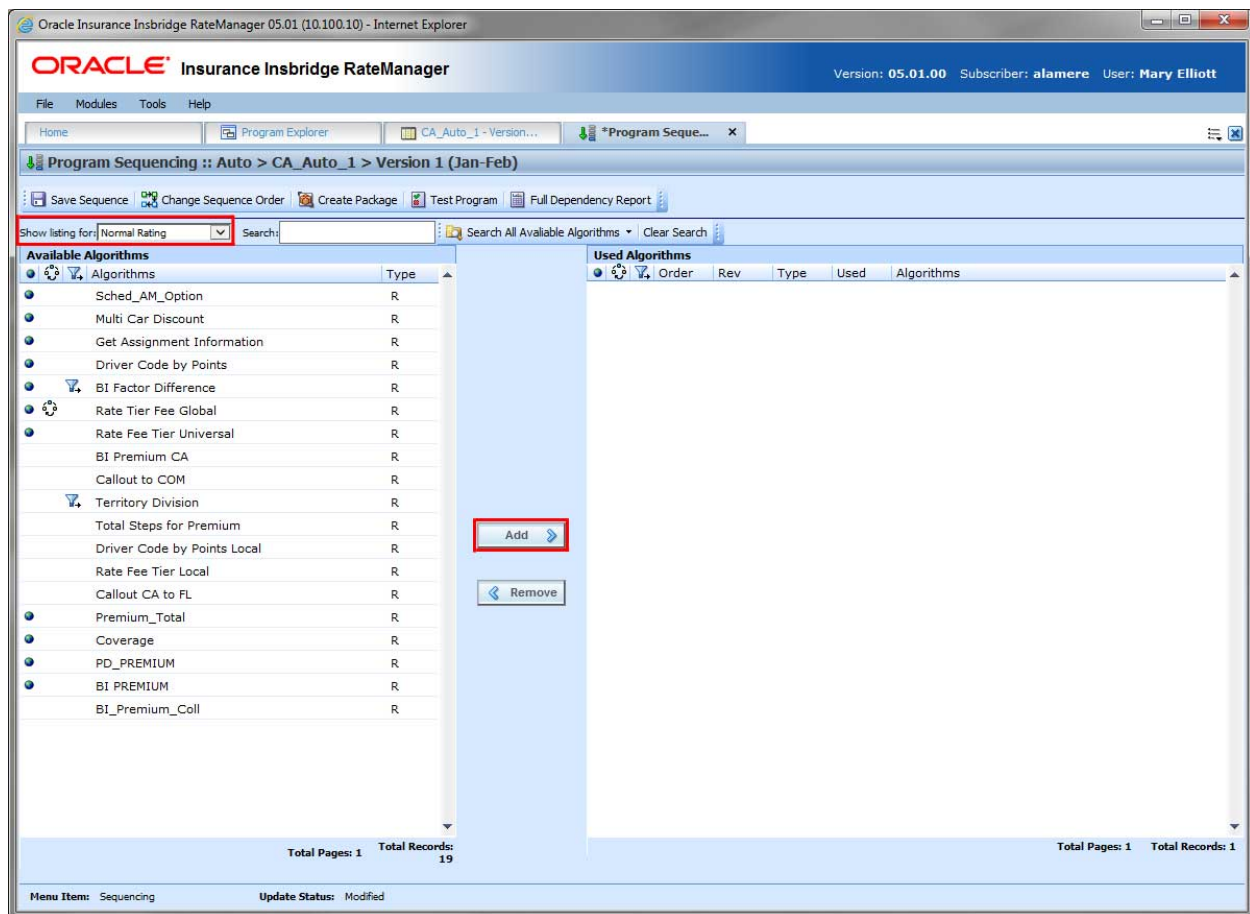 Oracle Insurance Insbridge RateManager 05.01 (10.100.10) - Internet Explorer
ORACLE Insurance Insbridge RateManager
Version: 05.01.00 Subscriber: alamere User: Mary Elliott
File Modules Tools Help
Home Program Explorer CA_Auto_1 - Version... *Program Seque... X
Program Sequencing :: Auto > CA_Auto_1 > Version 1 (Jan-Feb)
Save Sequence Change Sequence Order Create Package Test Program Full Dependency Report
Show listing for: Normal Rating Search: Search All Avaliable Algorithms Clear Search
Available Algorithms Used Algorithms
Algorithms Type Order Rev Type Used Algorithms
Sched_AM_Option R
Multi Car Discount R
Get Assignment Information R
Driver Code by Points R
BI Factor Difference R
Rate Tier Fee Global R
Rate Fee Tier Universal R
BI Premium CA R
Callout to COM R
Territory Division R
Total Steps for Premium R
Add
Driver Code by Points Local R
Rate Fee Tier Local R
Callout CA to FL R
Remove
Premium_Total R
Coverage R
PD_PREMIUM R
BI PREMIUM R
BI_Premium_Coll R
Total Pages: 1 Total Records: 19 Total Pages: 1 Total Records: 1
Menu Item: Sequencing Update Status: Modified